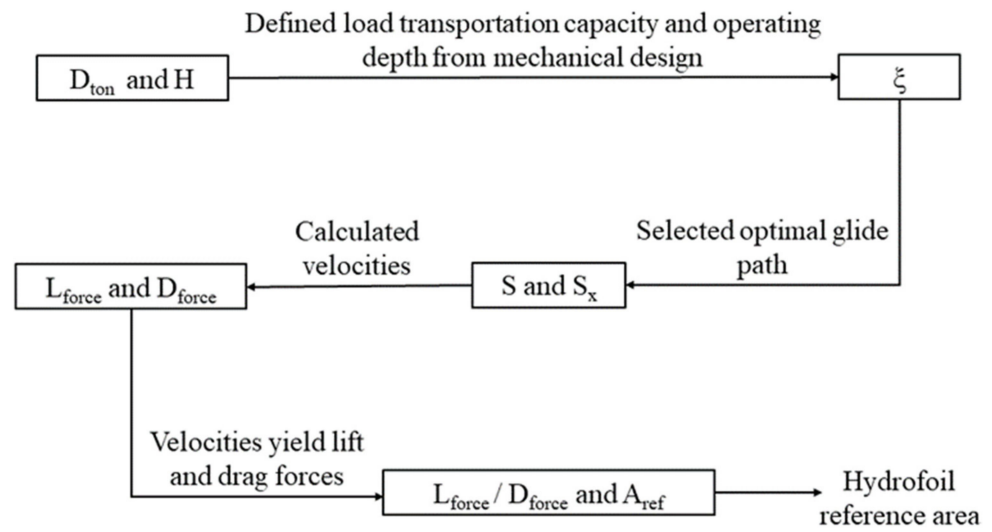 Defined load transportation capacity and operating
depth from mechanical design
D_ton and H
ξ
Selected optimal glide
path
Calculated
velocities
S and S_x
L_force and D_force
Velocities yield lift
and drag forces
L_force / D_force and A_ref
Hydrofoil
reference area